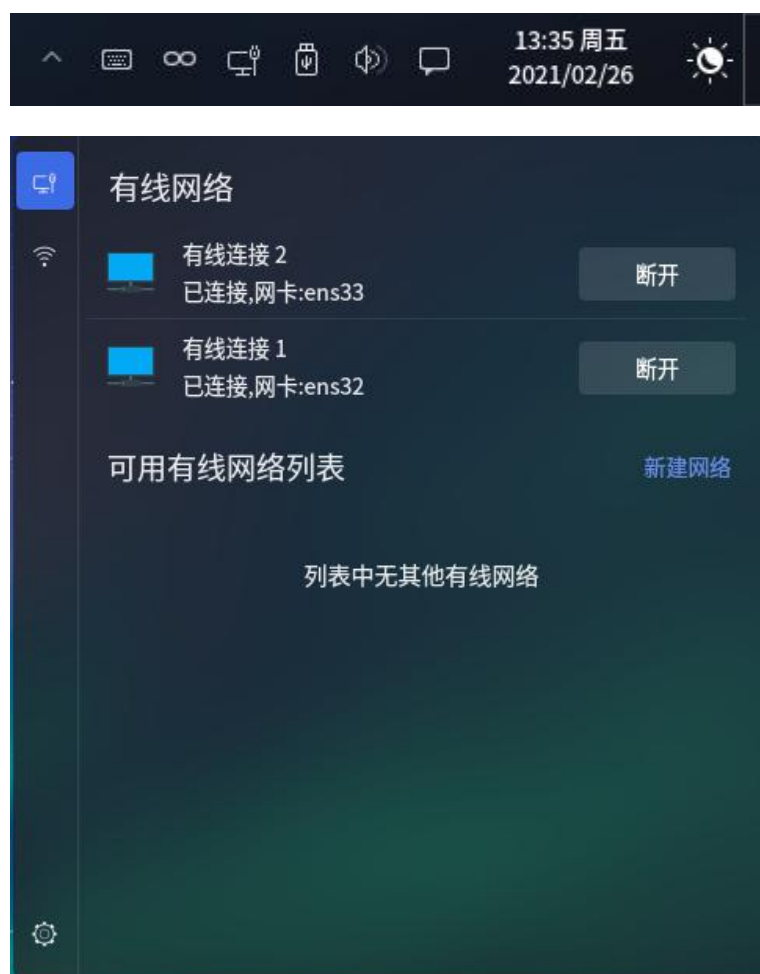 13:35 周五
2021/02/26
有线网络
有线连接 2
已连接,网卡:ens33
断开
有线连接 1
已连接,网卡:ens32
断开
可用有线网络列表
新建网络
列表中无其他有线网络